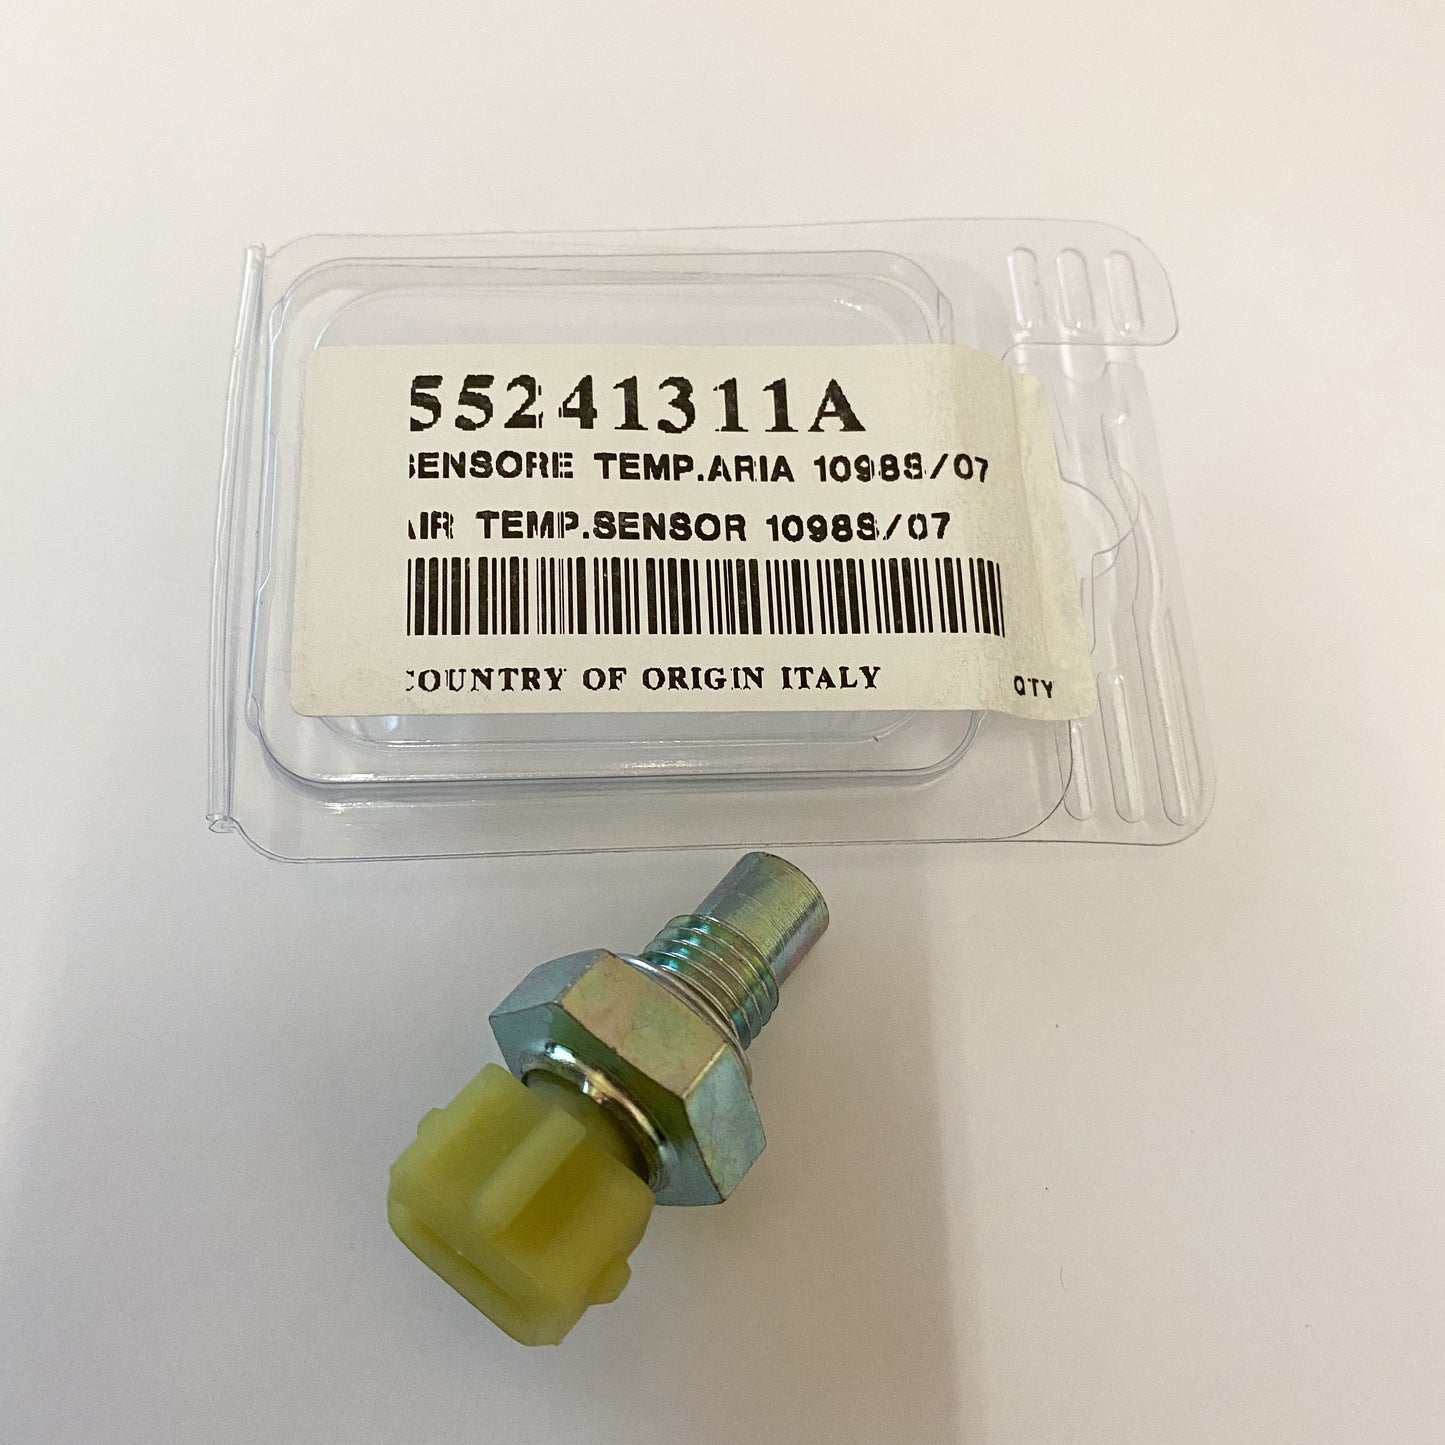 55241311A
SENSORE TEMP.ARIA 1098S/07
AIR TEMP.SENSOR 1098S/07
COUNTRY OF ORIGIN ITALY
QTY